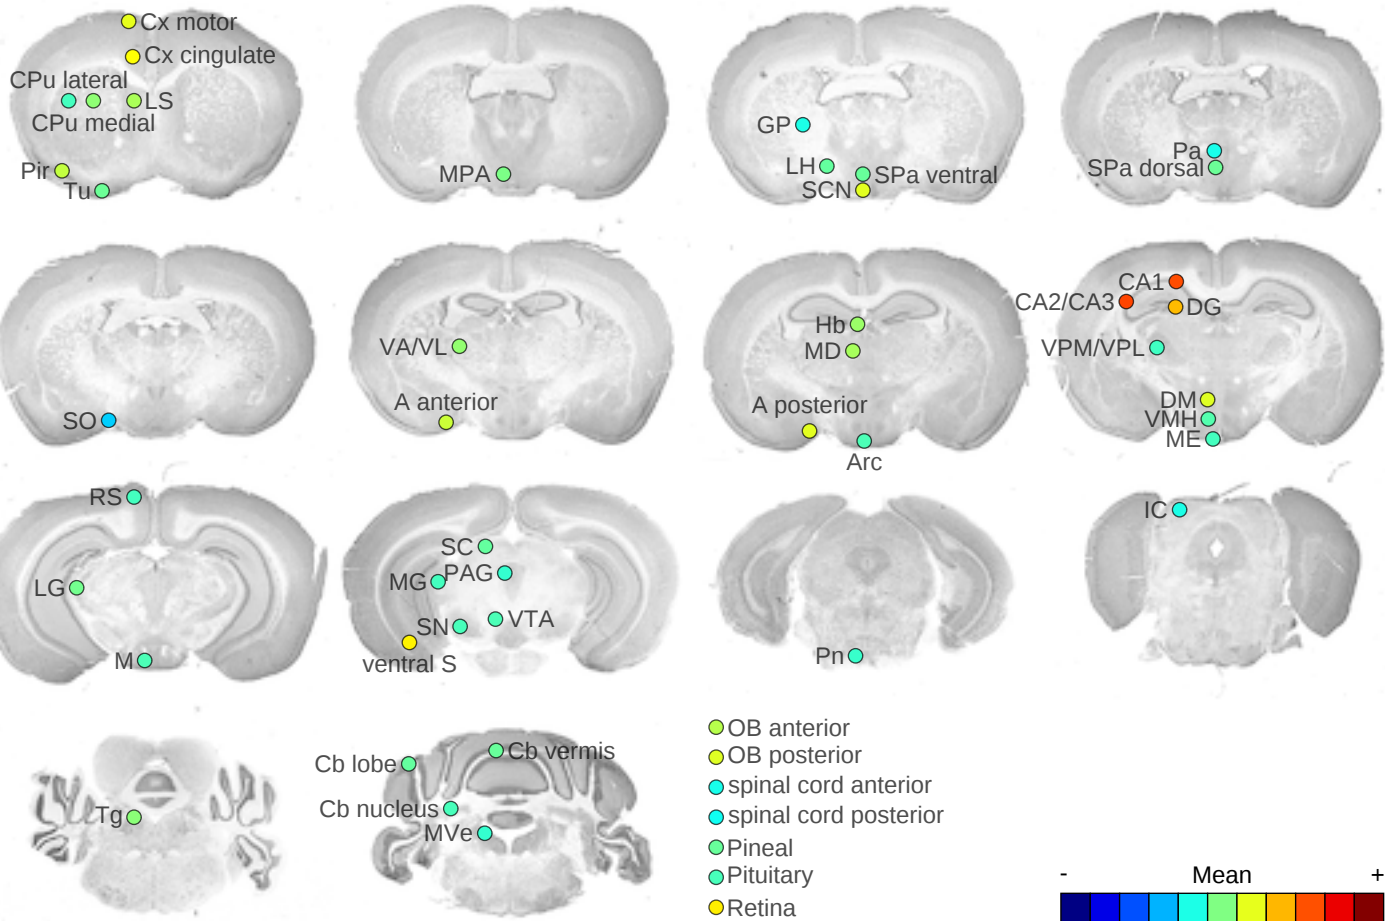 Cx motor
Cx cingulate
CPu lateral
LS
CPu medial
Pir
Tu
MPA
GP
LH
SPa ventral
SCN
Pa
SPa dorsal
SO
VA/VL
A anterior
Hb
MD
A posterior
Arc
CA1
CA2/CA3
DG
VPM/VPL
DM
VMH
ME
RS
LG
M
SC
MG
PAG
SN
VTA
ventral S
Pn
IC
Tg
Cb lobe
Cb vermis
Cb nucleus
MVe
OB anterior
OB posterior
spinal cord anterior
spinal cord posterior
Pineal
Pituitary
Retina
- Mean +